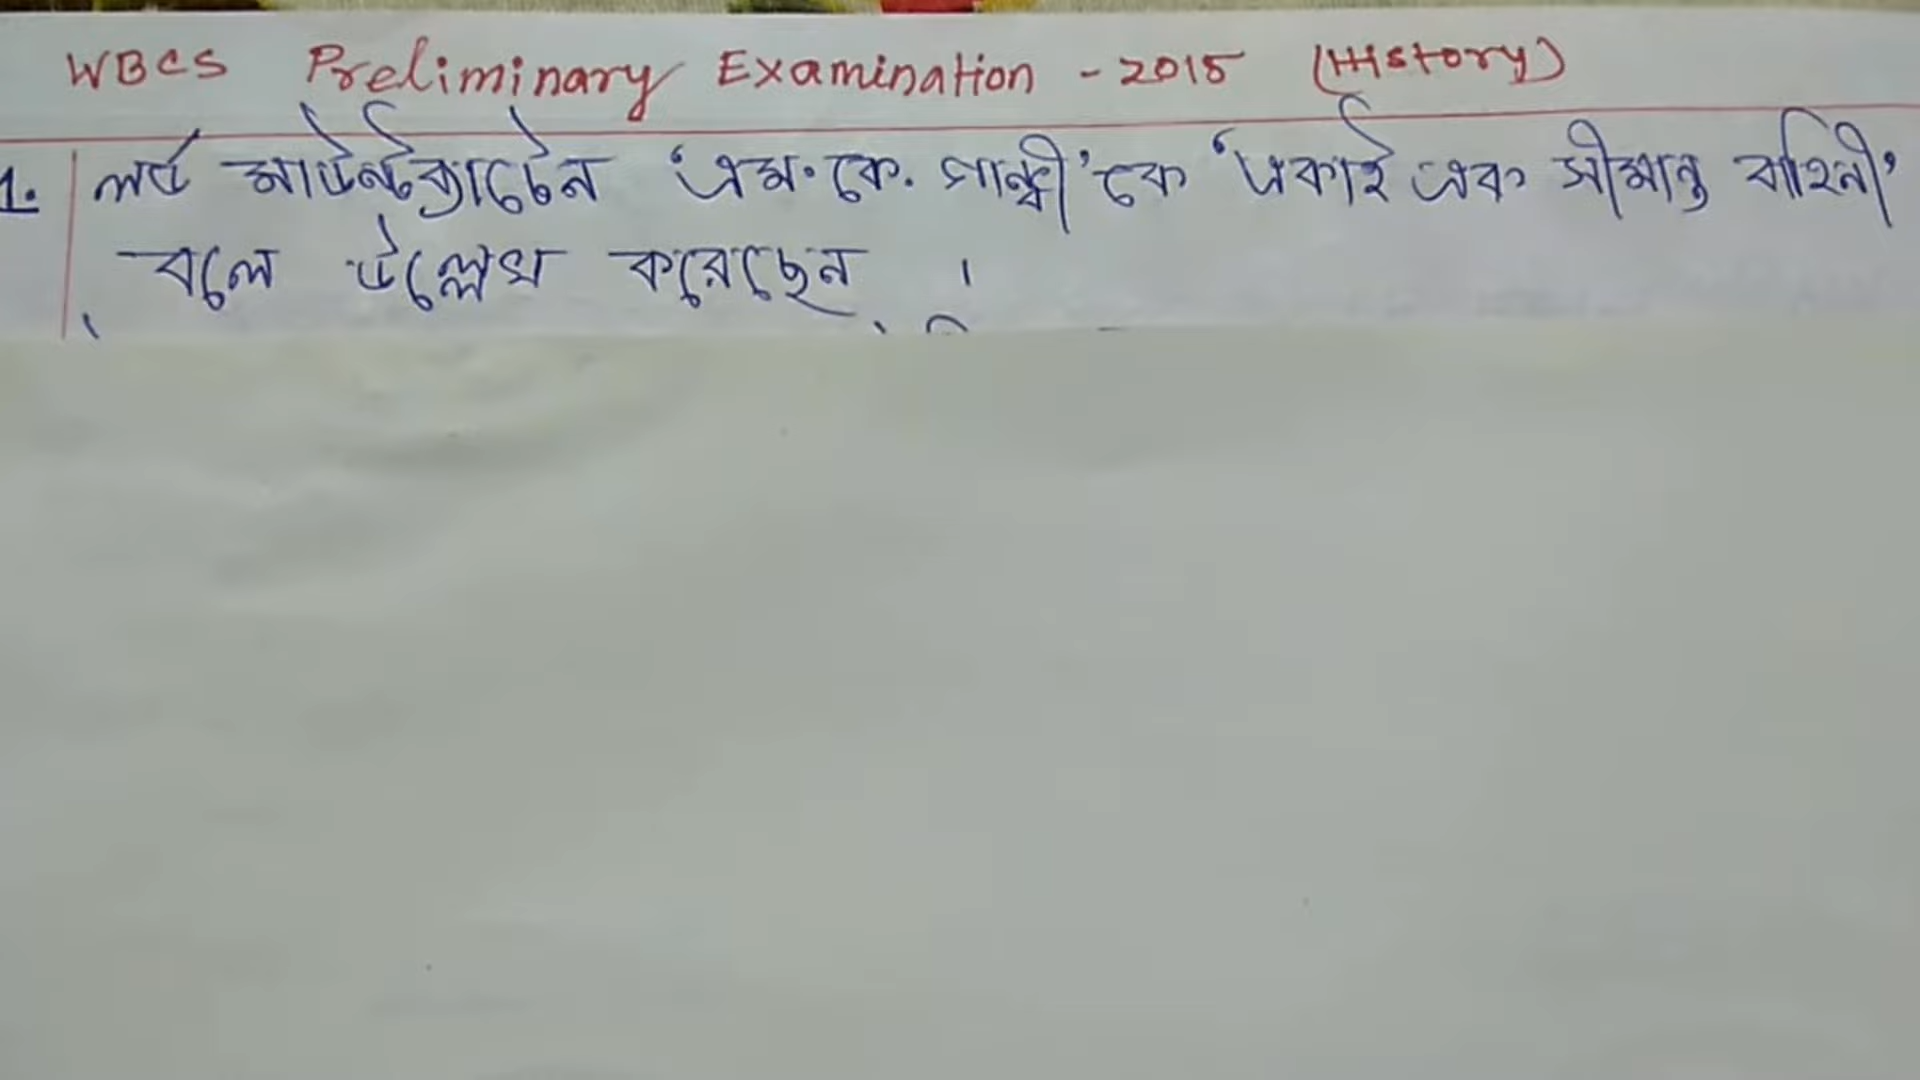 WBCS Preliminary Examination - 2015 (History)
1. লর্ড মাউন্টব্যাটেন 'এম. কে. গান্ধী' কে 'একাই এক সীমান্ত বাহিনী'
বলে উল্লেখ করেছেন ।